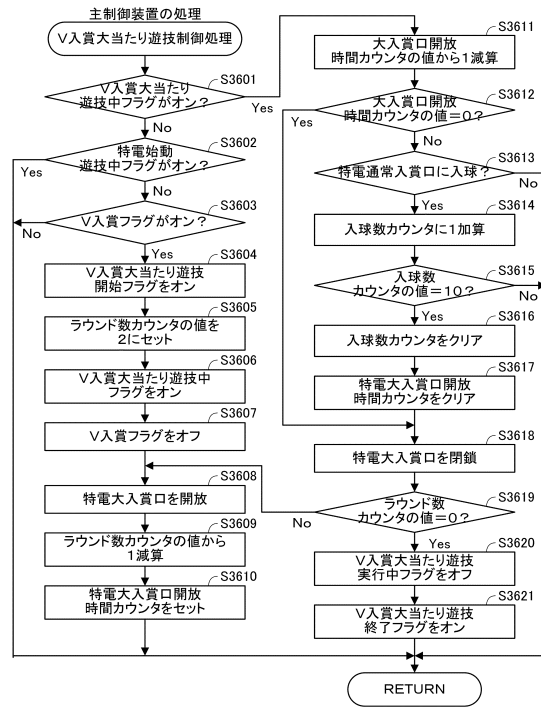 主制御装置の処理
V入賞大当たり遊技制御処理
S3601
V入賞大当たり
遊技中フラグがオン？
Yes
No
S3602
特電始動
遊技中フラグがオン？
Yes
No
S3603
V入賞フラグがオン？
No
Yes
S3604
V入賞大当たり遊技
開始フラグをオン
S3605
ラウンド数カウンタの値を
2にセット
S3606
V入賞大当たり遊技中
フラグをオン
S3607
V入賞フラグをオフ
S3608
特電大入賞口を開放
S3609
ラウンド数カウンタの値から
1減算
S3610
特電大入賞口開放
時間カウンタをセット
S3611
大入賞口開放
時間カウンタの値から1減算
S3612
大入賞口開放
時間カウンタの値＝0？
Yes
No
S3613
特電通常入賞口に入球？
No
Yes
S3614
入球数カウンタに1加算
S3615
入球数
カウンタの値＝10？
No
Yes
S3616
入球数カウンタをクリア
S3617
特電大入賞口開放
時間カウンタをクリア
S3618
特電大入賞口を閉鎖
S3619
ラウンド数
カウンタの値＝0？
No
Yes
S3620
V入賞大当たり遊技
実行中フラグをオフ
S3621
V入賞大当たり遊技
終了フラグをオン
RETURN